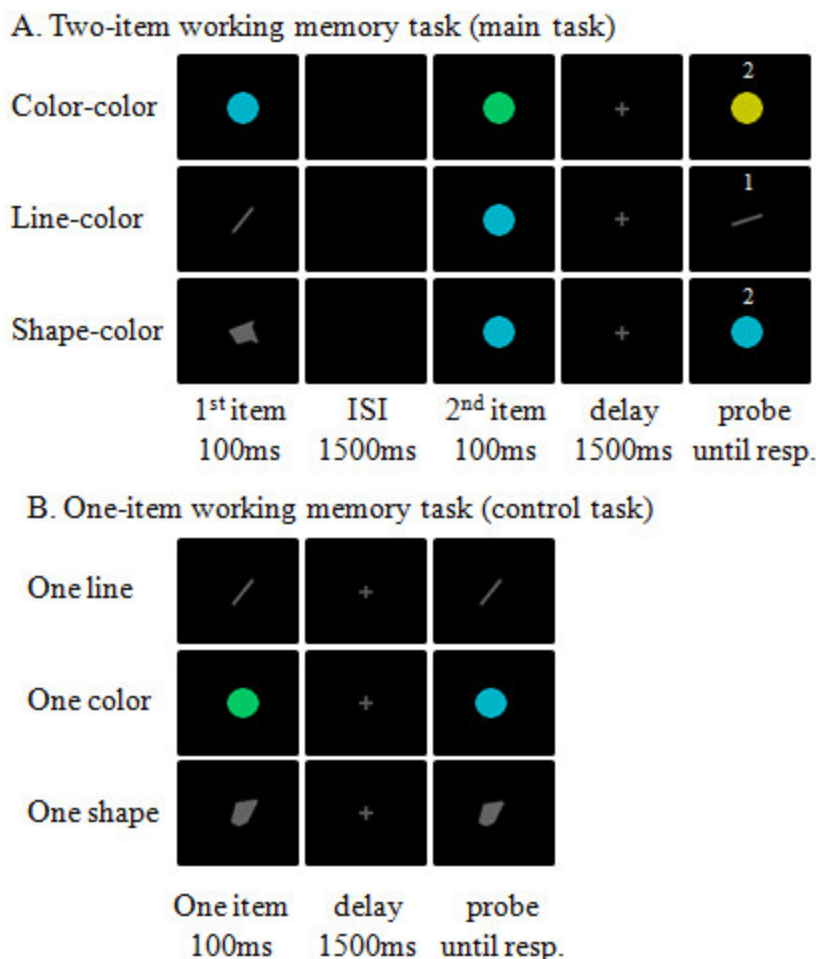 A. Two-item working memory task (main task)
Color-color
2
Line-color
1
Shape-color
2
1st item ISI 2nd item delay probe
100ms 1500ms 100ms 1500ms until resp.
B. One-item working memory task (control task)
One line
One color
One shape
One item delay probe
100ms 1500ms until resp.